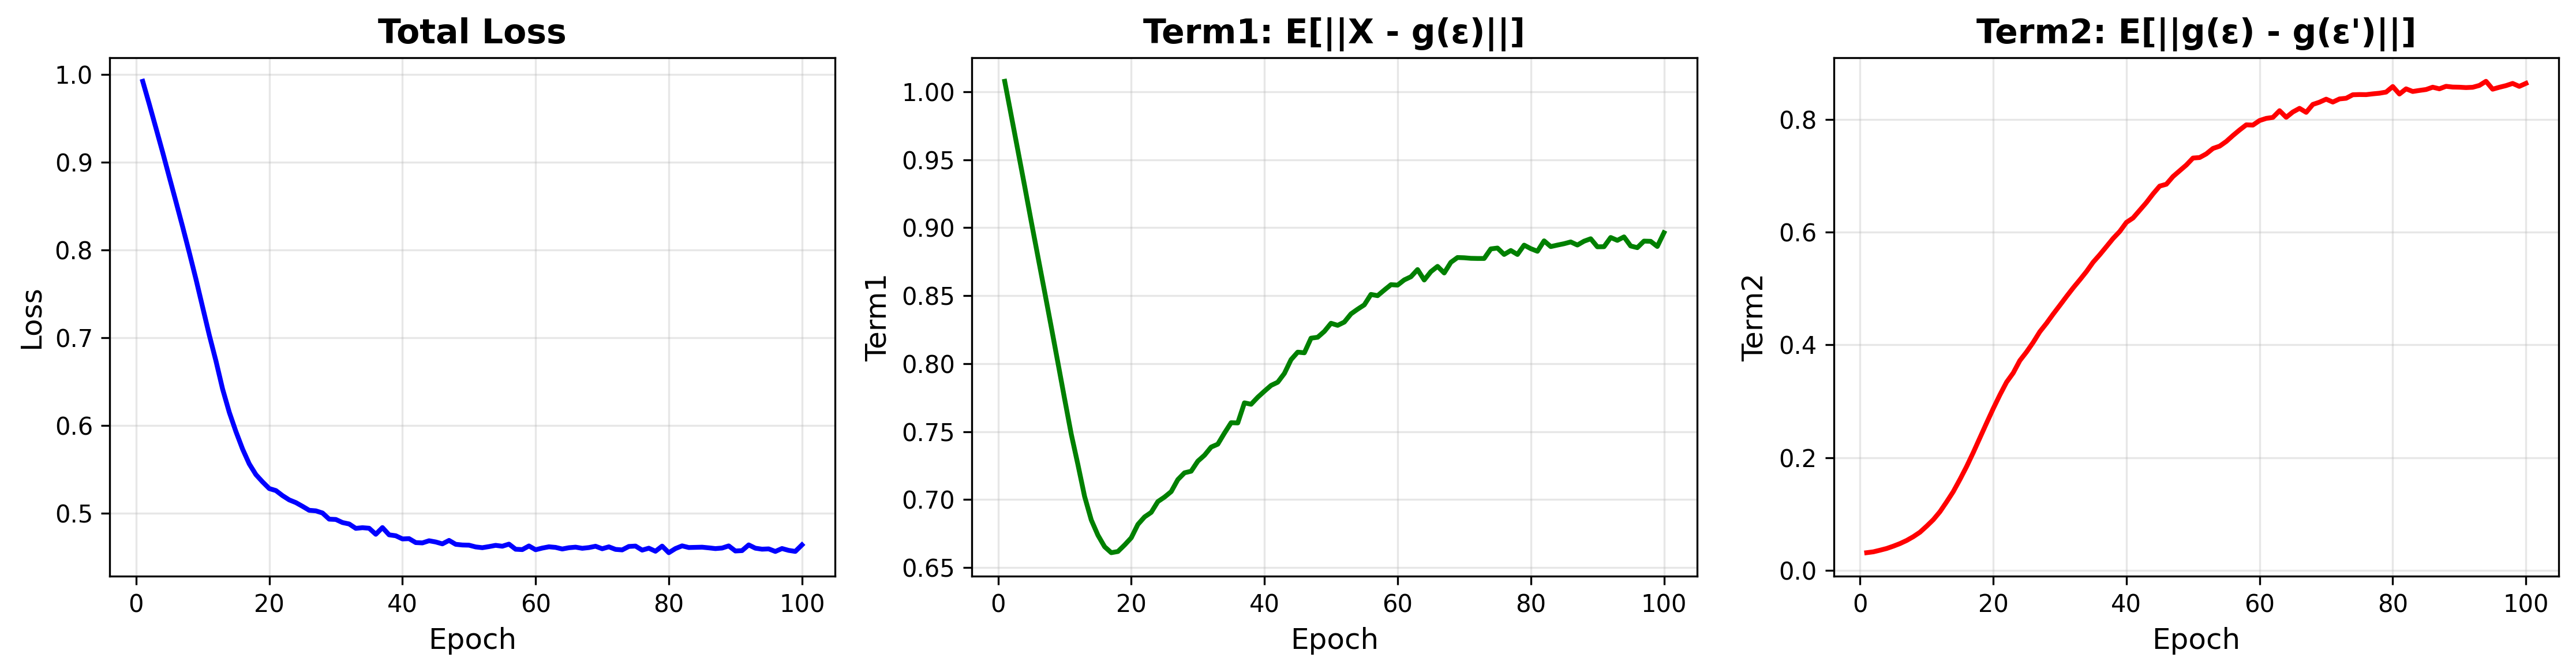 Total Loss
Loss
1.0
0.9
0.8
0.7
0.6
0.5
0 20 40 60 80 100
Epoch
Term1: E[||X - g(ε)||]
Term1
1.00
0.95
0.90
0.85
0.80
0.75
0.70
0.65
0 20 40 60 80 100
Epoch
Term2: E[||g(ε) - g(ε')||]
Term2
0.8
0.6
0.4
0.2
0.0
0 20 40 60 80 100
Epoch